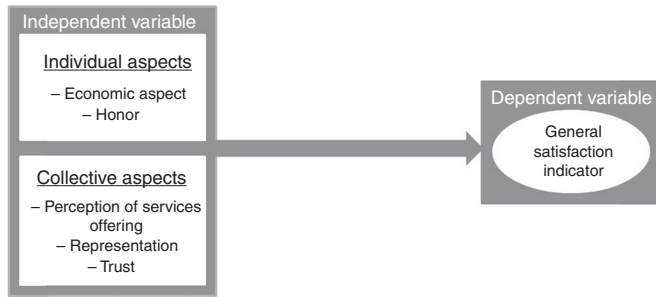 Independent variable
Individual aspects
– Economic aspect
– Honor
Collective aspects
– Perception of services
offering
– Representation
– Trust
Dependent variable
General
satisfaction
indicator